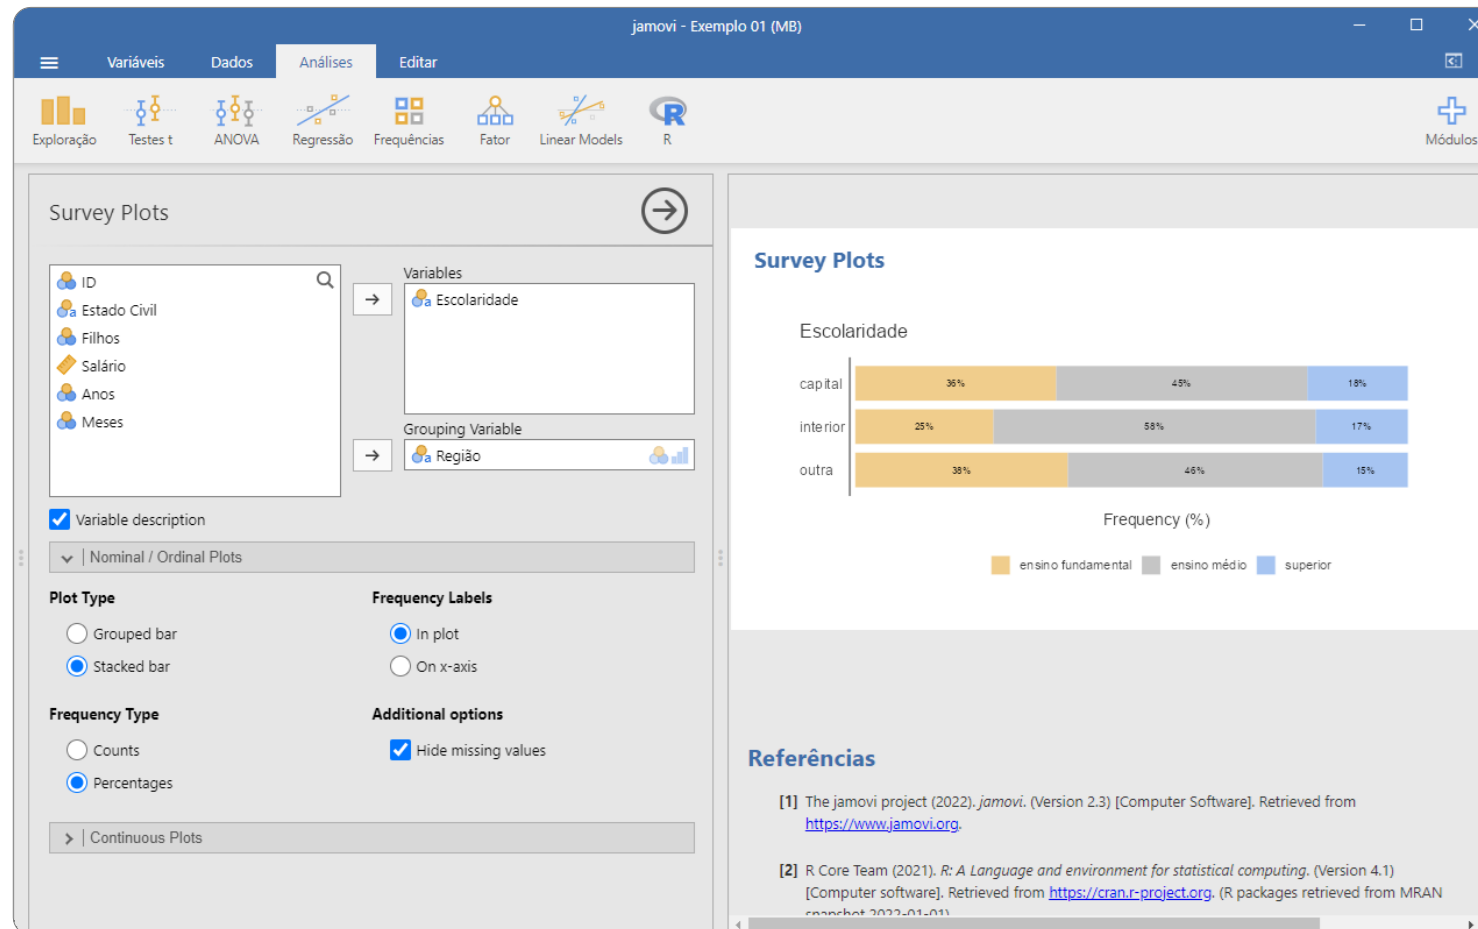 jamovi - Exemplo 01 (MB)
Variáveis Dados Análises Editar
Exploração Testes t ANOVA Regressão Frequências Fator Linear Models R Módulos
Survey Plots
ID
Estado Civil
Filhos
Salário
Anos
Meses
Variables
Escolaridade
Grouping Variable
Região
Variable description
Nominal / Ordinal Plots
Plot Type
Grouped bar
Stacked bar
Frequency Labels
In plot
On x-axis
Frequency Type
Counts
Percentages
Additional options
Hide missing values
Continuous Plots
Survey Plots
Escolaridade
capital 36% 45% 18%
interior 25% 58% 17%
outra 38% 46% 15%
Frequency (%)
ensino fundamental ensino médio superior
Referências
[1] The jamovi project (2022). jamovi. (Version 2.3) [Computer Software]. Retrieved from
https://www.jamovi.org.
[2] R Core Team (2021). R: A Language and environment for statistical computing. (Version 4.1)
[Computer software]. Retrieved from https://cran.r-project.org. (R packages retrieved from MRAN
snapshot 2022-01-01)